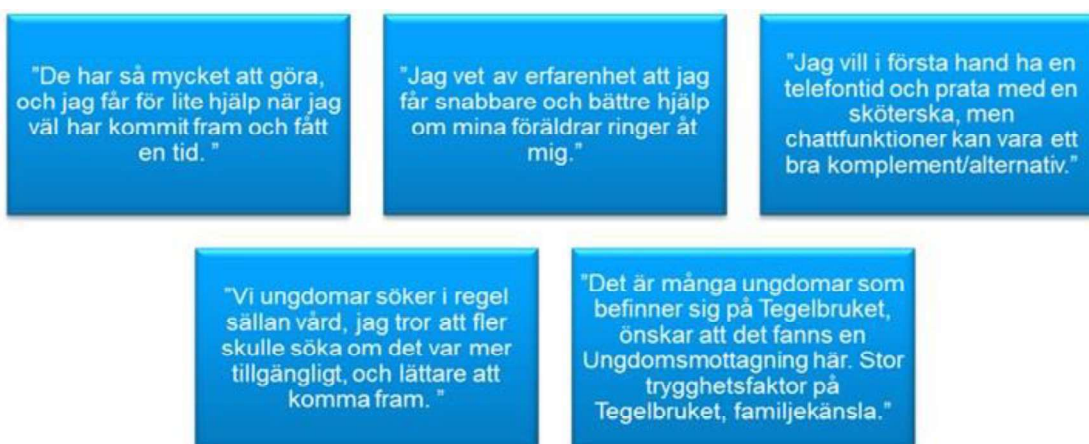 "De har så mycket att göra,
och jag får för lite hjälp när jag
väl har kommit fram och fått
en tid. "
"Jag vet av erfarenhet att jag
får snabbare och bättre hjälp
om mina föräldrar ringer åt
mig."
"Jag vill i första hand ha en
telefontid och prata med en
sköterska, men
chattfunktioner kan vara ett
bra komplement/alternativ."
"Vi ungdomar söker i regel
sällan vård, jag tror att fler
skulle söka om det var mer
tillgängligt, och lättare att
komma fram. "
"Det är många ungdomar som
befinner sig på Tegelbruket,
önskar att det fanns en
Ungdomsmottagning här. Stor
trygghetsfaktor på
Tegelbruket, familjekänsla."